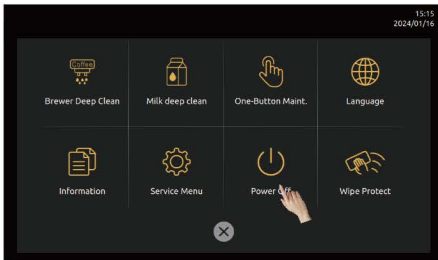 15:15
2024/01/16
Coffee
Brewer Deep Clean
Milk deep clean
One-Button Maint.
Language
Information
Service Menu
Power Off
Wipe Protect